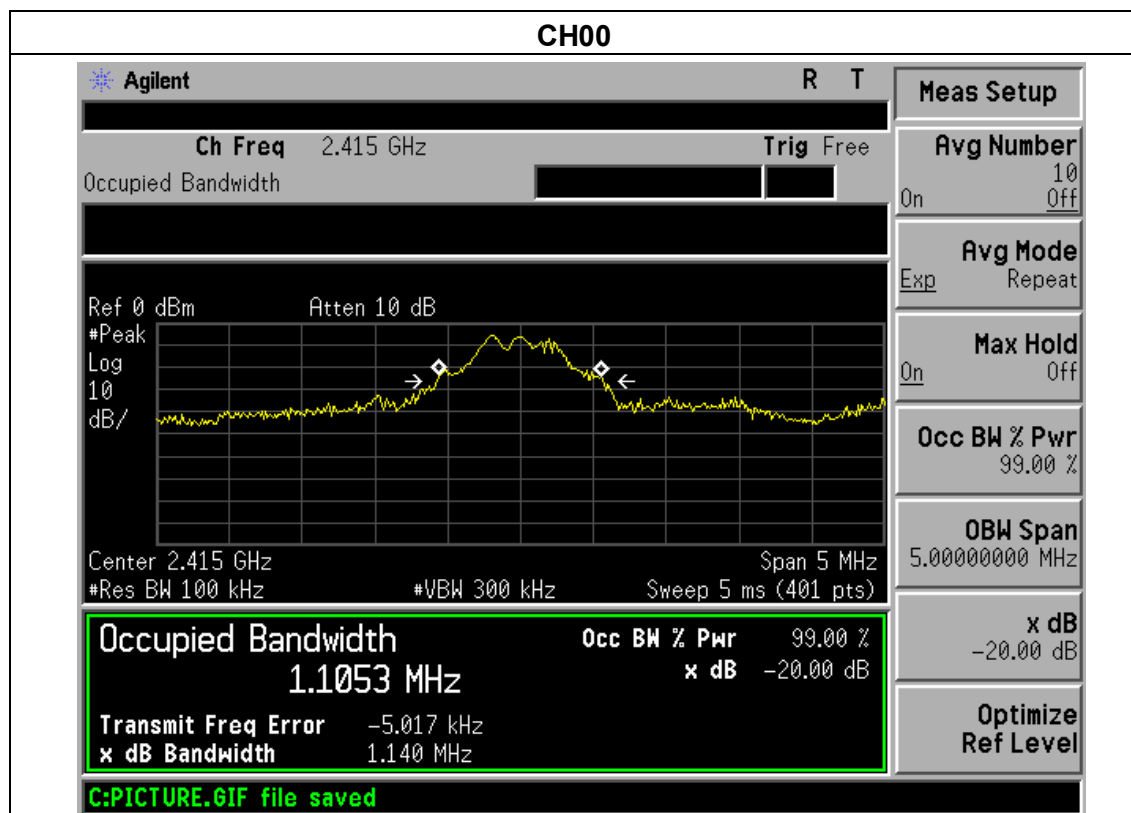 CH00
Agilent R T
Ch Freq 2.415 GHz Trig Free
Occupied Bandwidth
Ref 0 dBm Atten 10 dB
#Peak
Log
10
dB/
Center 2.415 GHz Span 5 MHz
#Res BW 100 kHz #VBW 300 kHz Sweep 5 ms (401 pts)
Occupied Bandwidth
1.1053 MHz
Occ BW % Pwr 99.00 %
x dB -20.00 dB
Transmit Freq Error -5.017 kHz
x dB Bandwidth 1.140 MHz
C:PICTURE.GIF file saved
Meas Setup
Avg Number
10
On Off
Avg Mode
Exp Repeat
Max Hold
On Off
Occ BW % Pwr
99.00 %
OBW Span
5.00000000 MHz
x dB
-20.00 dB
Optimize
Ref Level